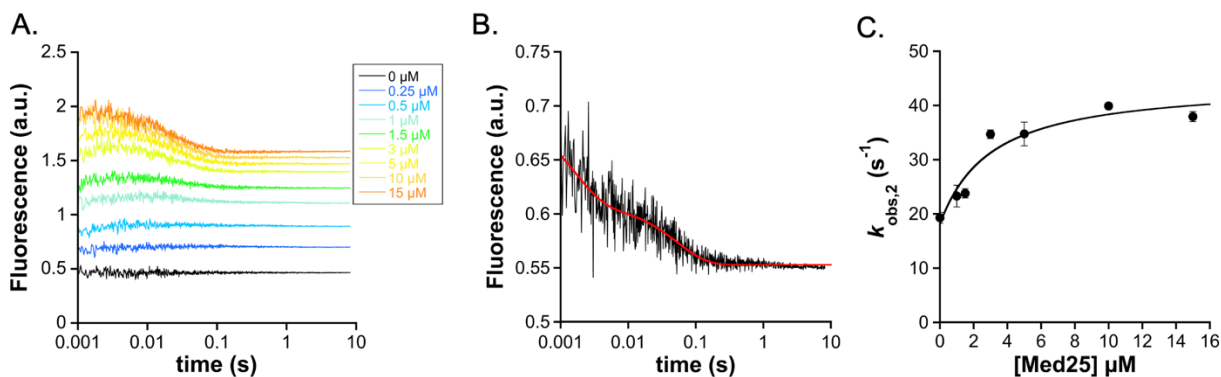 A.
Fluorescence (a.u.)
2.5
2
1.5
1
0.5
0
0.001
0.01
0.1
1
10
time (s)
0 µM
0.25 µM
0.5 µM
1 µM
1.5 µM
3 µM
5 µM
10 µM
15 µM
B.
Fluorescence (a.u.)
0.75
0.7
0.65
0.6
0.55
0.5
0.001
0.01
0.1
1
10
time (s)
C.
kobs,2 (s-1)
50
40
30
20
10
0
0
2
4
6
8
10
12
14
16
[Med25] µM